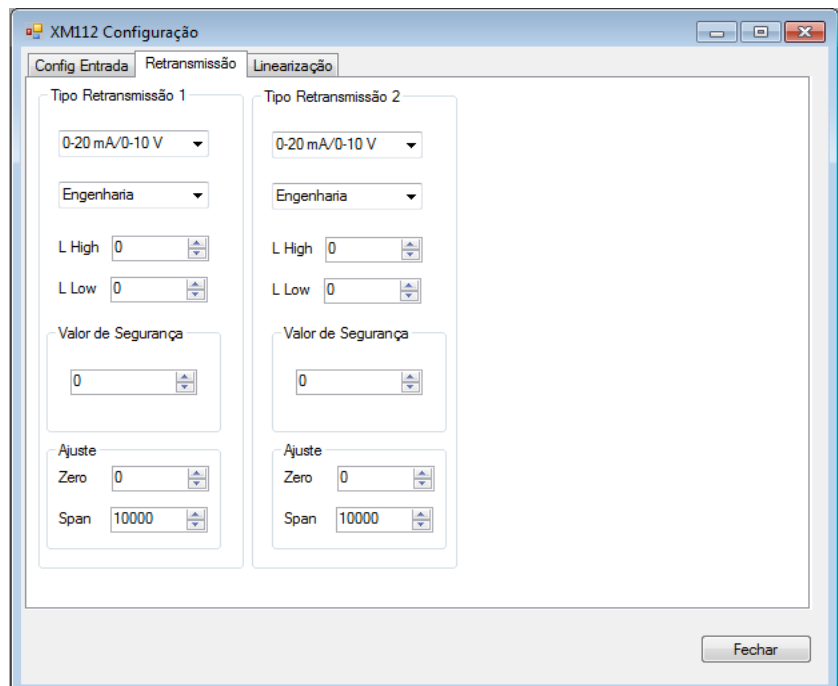 XM112 Configuração
Config Entrada Retransmissão Linearização
Tipo Retransmissão 1
0-20 mA/0-10 V
Engenharia
L High 0
L Low 0
Valor de Segurança
0
Ajuste
Zero 0
Span 10000
Tipo Retransmissão 2
0-20 mA/0-10 V
Engenharia
L High 0
L Low 0
Valor de Segurança
0
Ajuste
Zero 0
Span 10000
Fechar